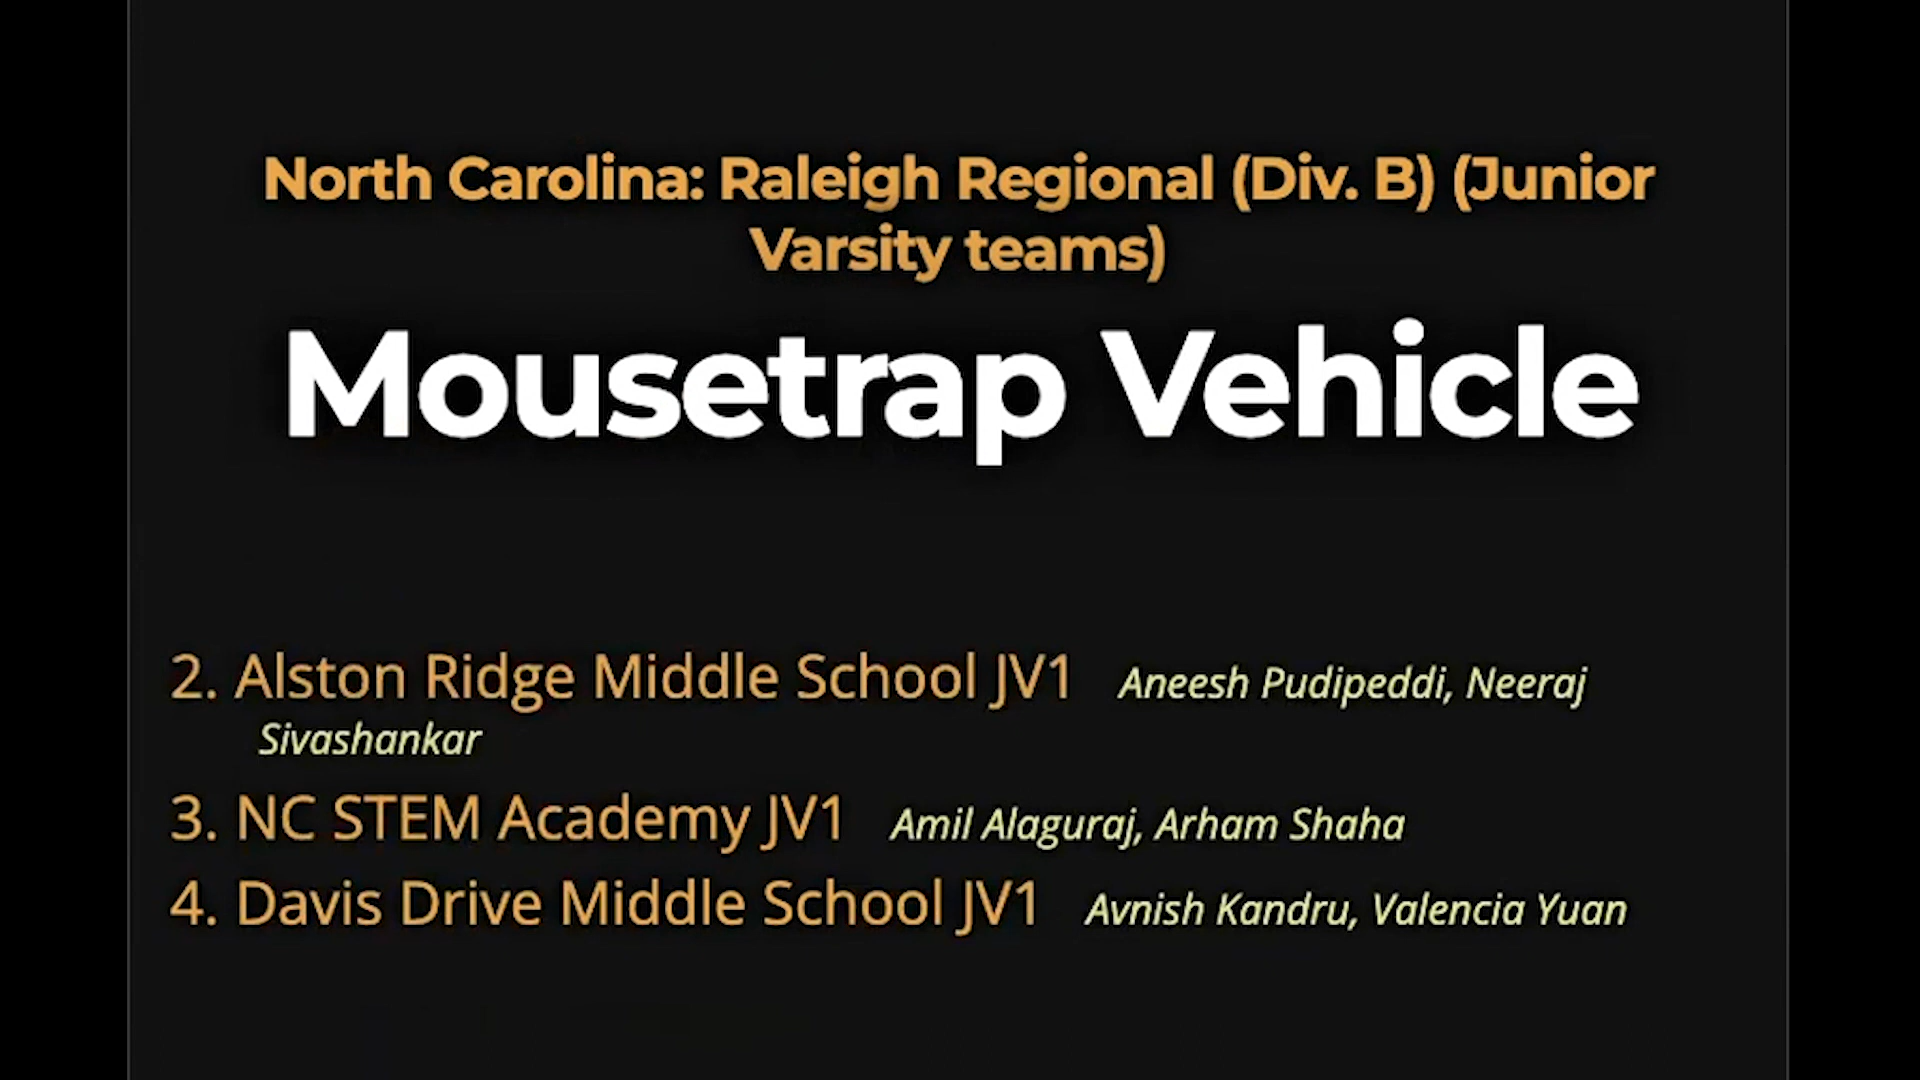 North Carolina: Raleigh Regional (Div. B) (Junior
Varsity teams)
Mousetrap Vehicle
2. Alston Ridge Middle School JV1 Aneesh Pudipeddi, Neeraj
Sivashankar
3. NC STEM Academy JV1 Amil Alaguraj, Arham Shaha
4. Davis Drive Middle School JV1 Avnish Kandru, Valencia Yuan